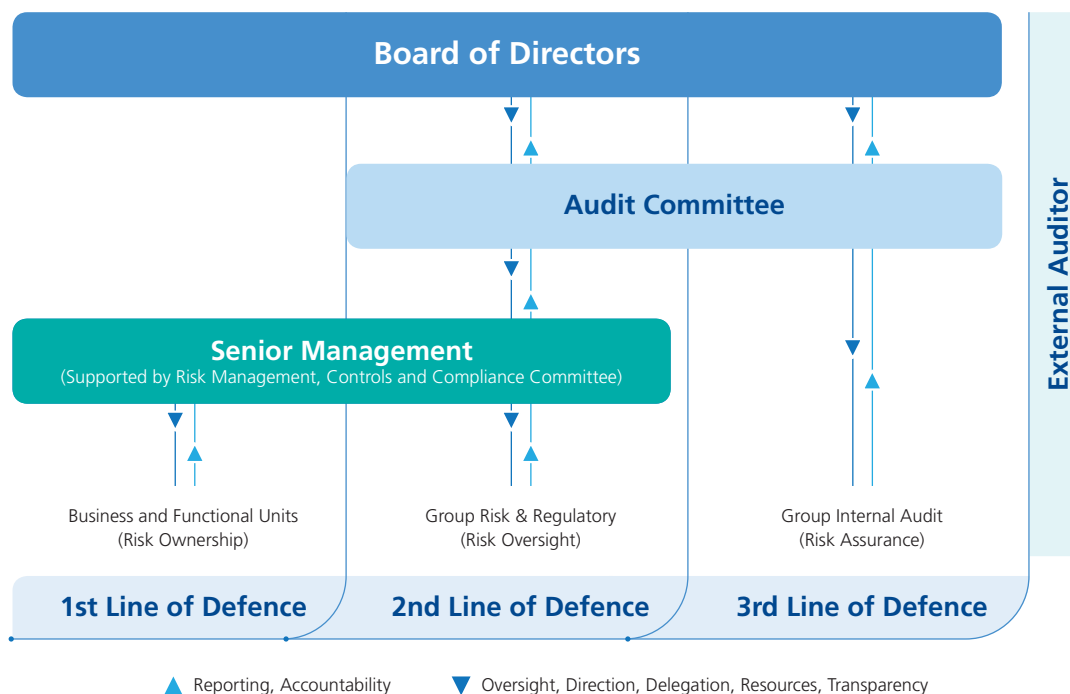 Board of Directors
Audit Committee
External Auditor
Senior Management
(Supported by Risk Management, Controls and Compliance Committee)
Business and Functional Units
(Risk Ownership)
Group Risk & Regulatory
(Risk Oversight)
Group Internal Audit
(Risk Assurance)
1st Line of Defence
2nd Line of Defence
3rd Line of Defence
Reporting, Accountability
Oversight, Direction, Delegation, Resources, Transparency